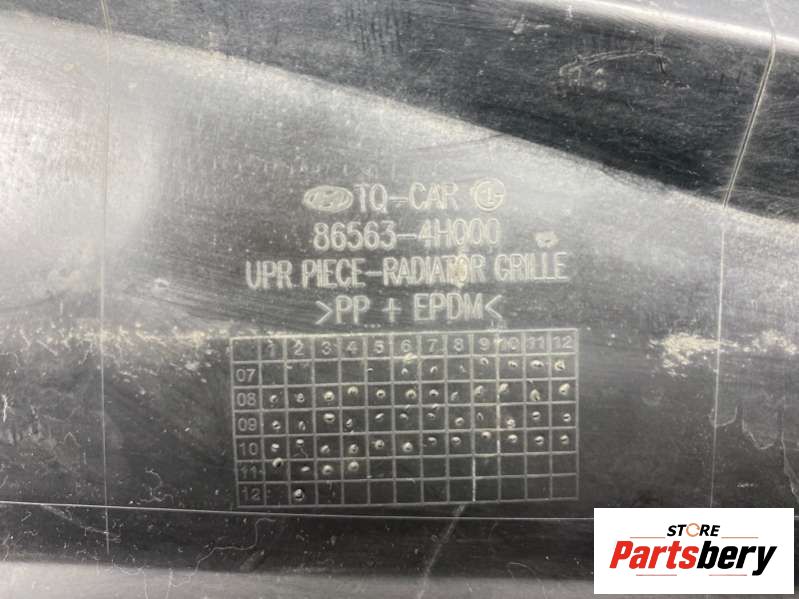 TQ-CAR
86563-4H000
UPR PIECE-RADIATOR GRILLE
>PP + EPDM<
1 2 3 4 5 6 7 8 9 10 11 12
07
08
09
10
11
12
STORE
Partsbery